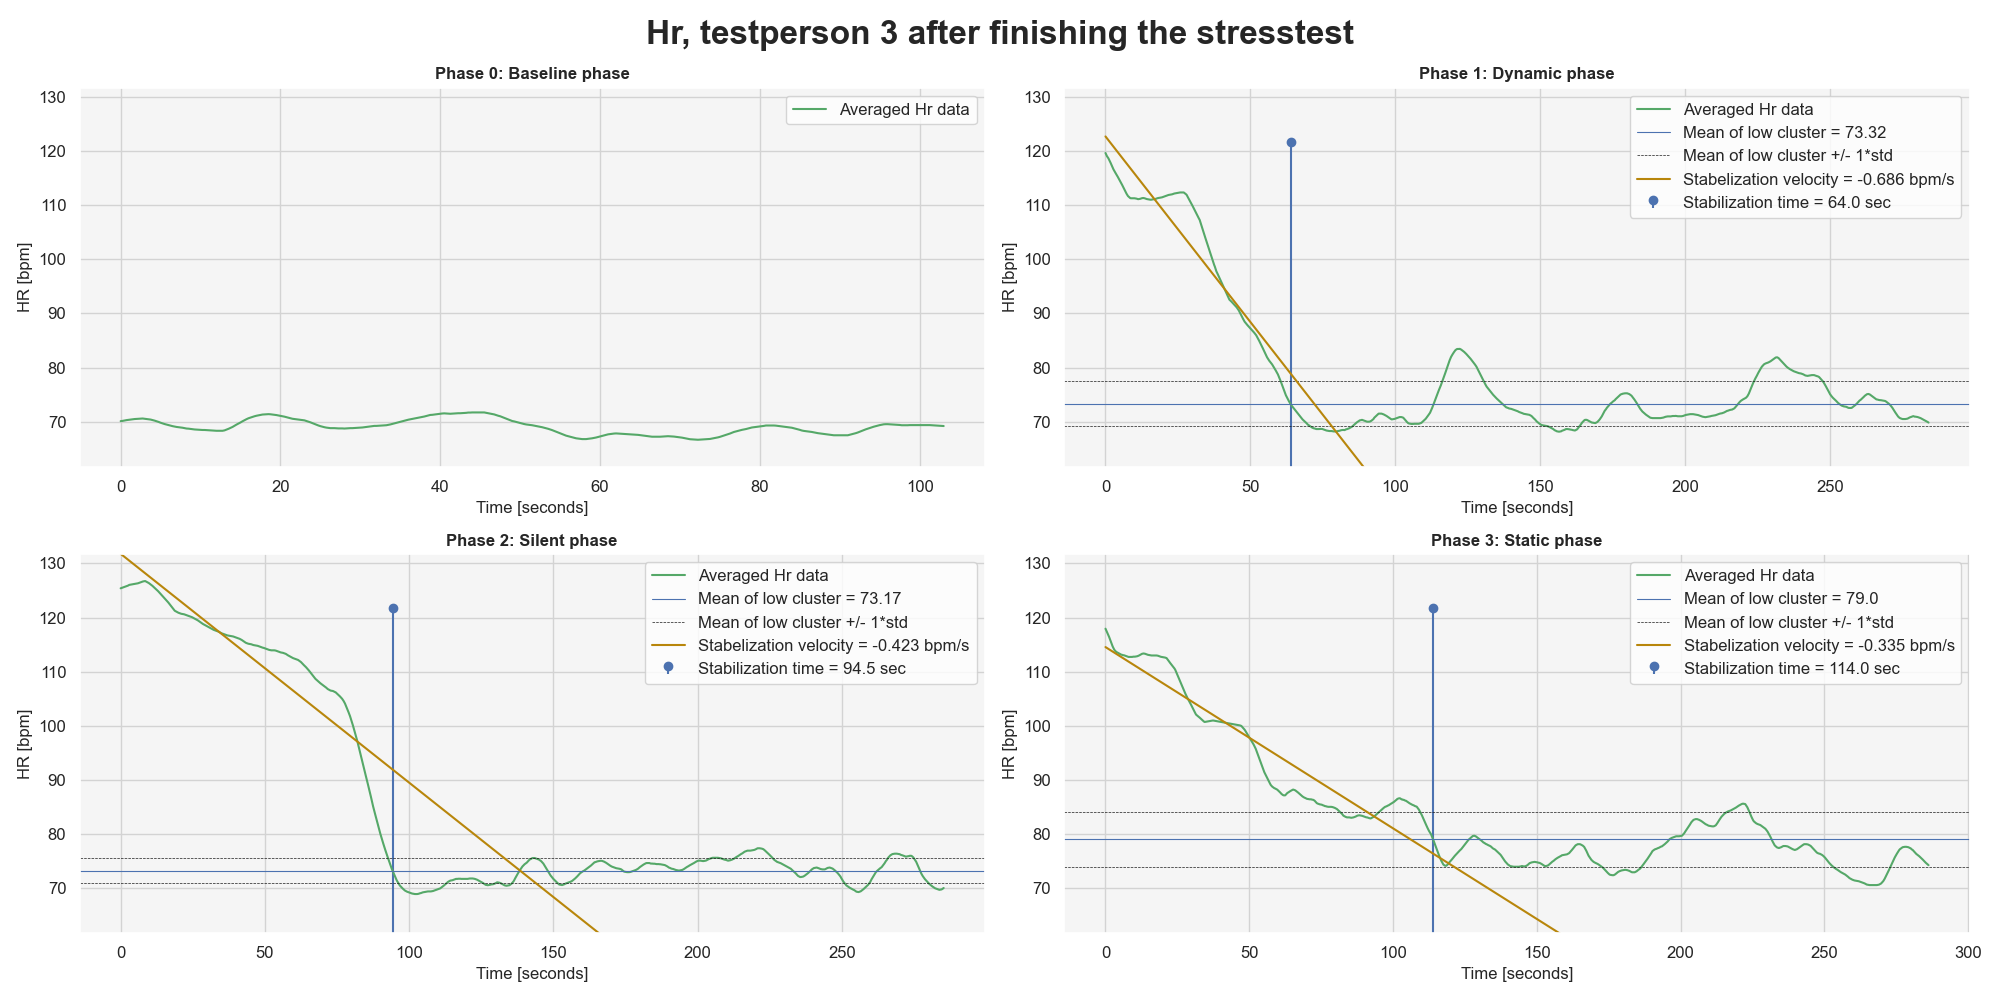 Hr, testperson 3 after finishing the stresstest
Phase 0: Baseline phase
130
120
110
100
90
80
70
HR [bpm]
0 20 40 60 80 100
Time [seconds]
Averaged Hr data
Phase 1: Dynamic phase
130
120
110
100
90
80
70
HR [bpm]
0 50 100 150 200 250
Time [seconds]
Averaged Hr data
Mean of low cluster = 73.32
Mean of low cluster +/- 1*std
Stabelization velocity = -0.686 bpm/s
Stabilization time = 64.0 sec
Phase 2: Silent phase
130
120
110
100
90
80
70
HR [bpm]
0 50 100 150 200 250
Time [seconds]
Averaged Hr data
Mean of low cluster = 73.17
Mean of low cluster +/- 1*std
Stabelization velocity = -0.423 bpm/s
Stabilization time = 94.5 sec
Phase 3: Static phase
130
120
110
100
90
80
70
HR [bpm]
0 50 100 150 200 250 300
Time [seconds]
Averaged Hr data
Mean of low cluster = 79.0
Mean of low cluster +/- 1*std
Stabelization velocity = -0.335 bpm/s
Stabilization time = 114.0 sec